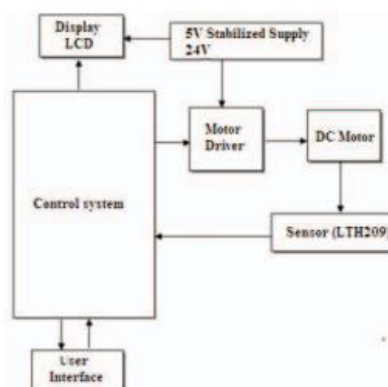 Display
LCD
5V Stabilized Supply
24V
Motor
Driver
DC Motor
Control system
Sensor (LTH209)
User
Interface